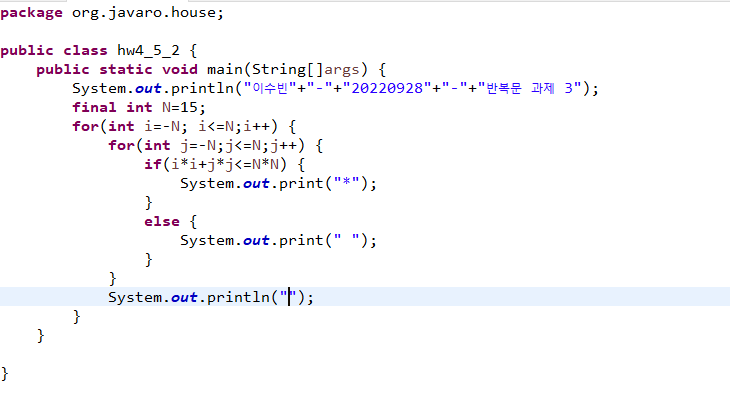 package org.javaro.house;
public class hw4_5_2 {
public static void main(String[]args) {
System.out.println("이수빈"+"-"+"20220928"+"-"+"반복문 과제 3");
final int N=15;
for(int i=-N; i<=N;i++) {
for(int j=-N;j<=N;j++) {
if(i*i+j*j<=N*N) {
System.out.print("*");
}
else {
System.out.print(" ");
}
}
System.out.println("");
}
}
}